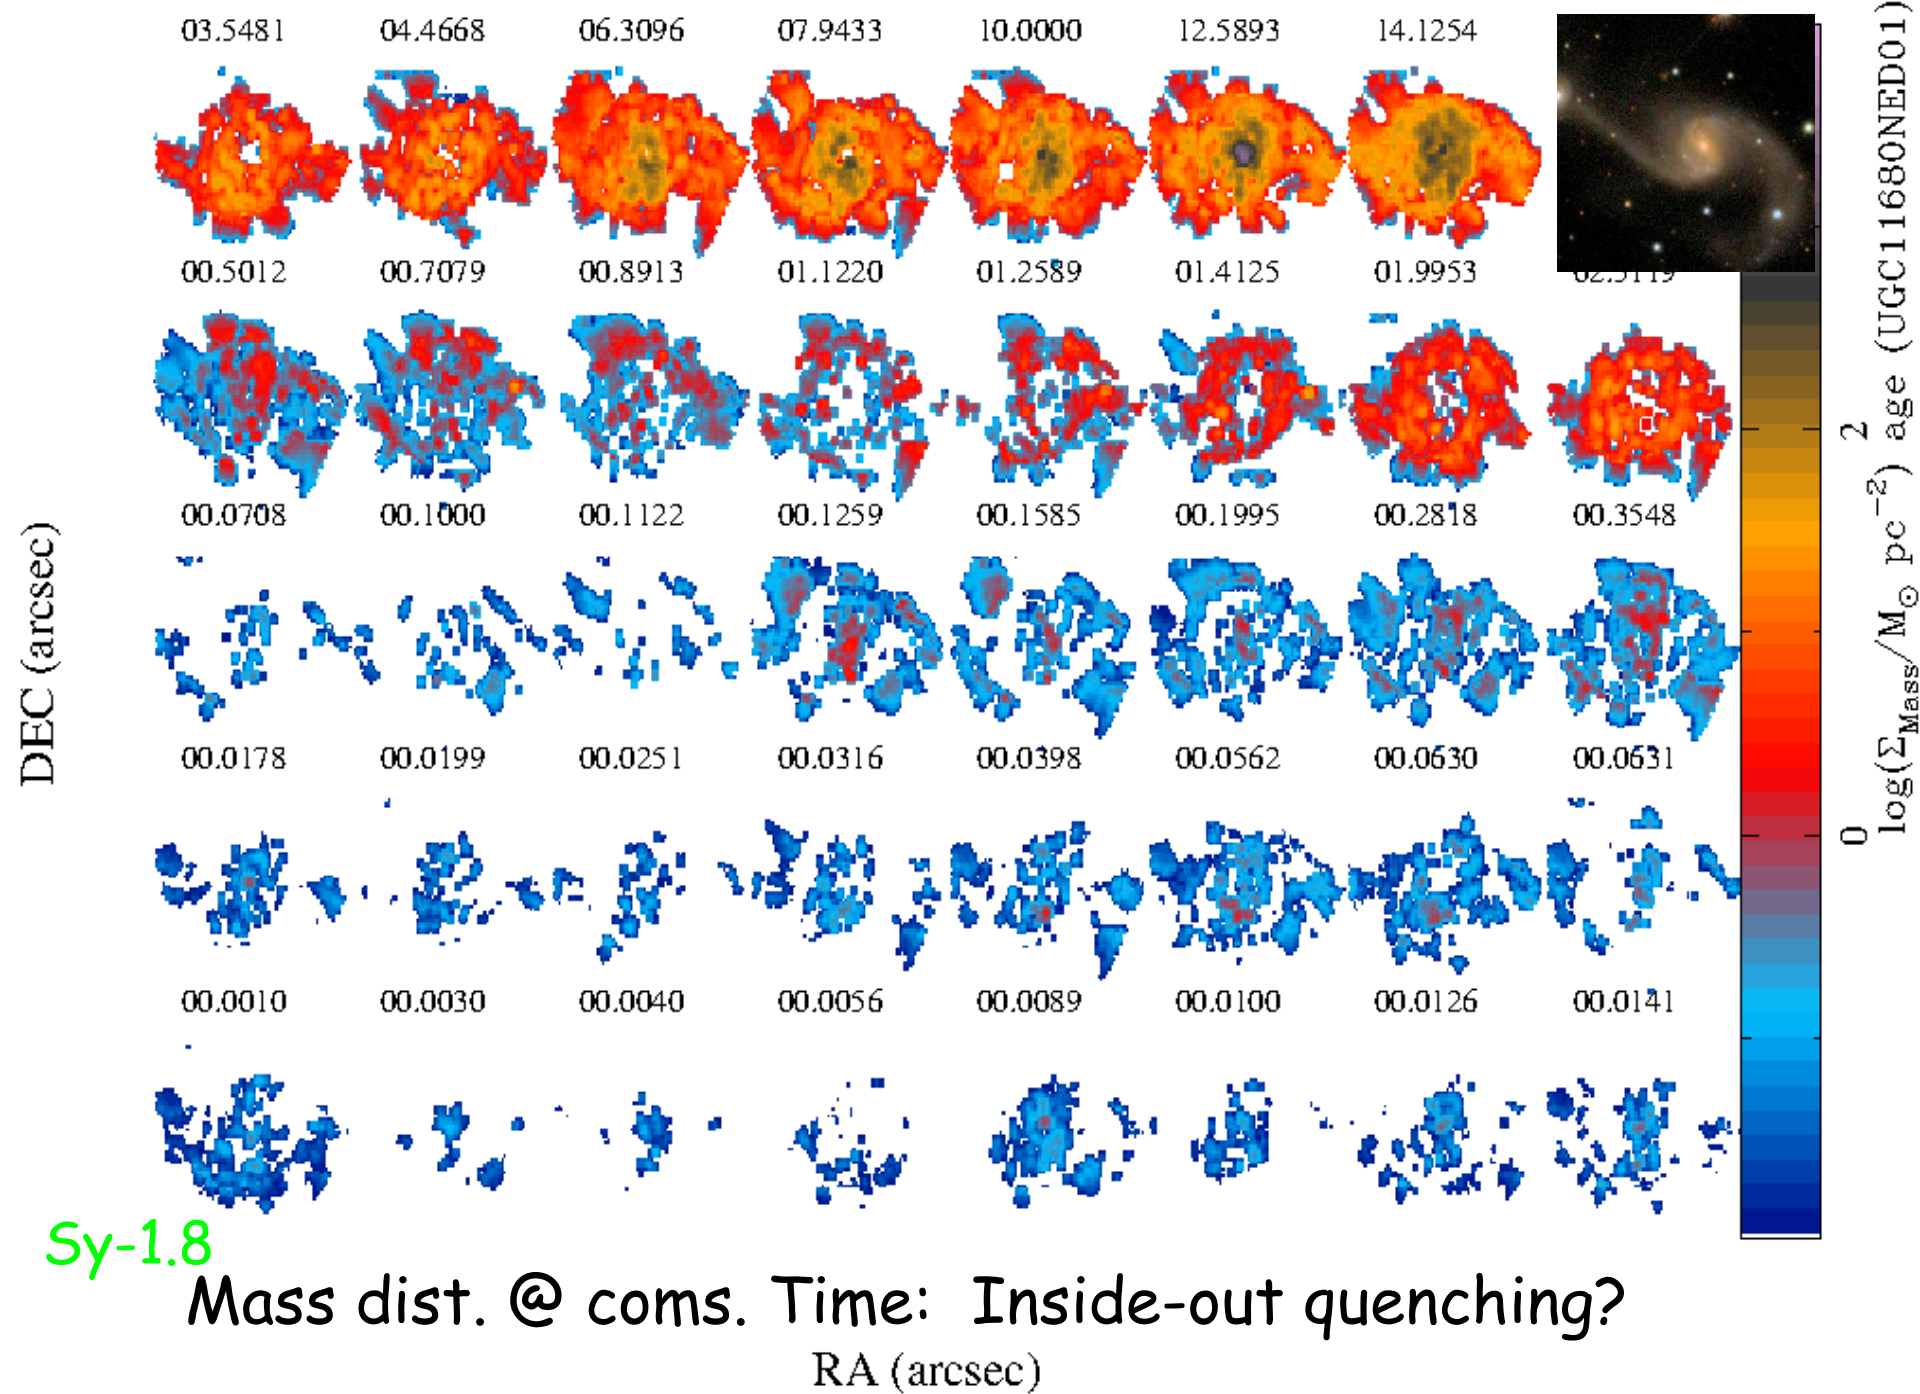 03.5481 04.4668 06.3096 07.9433 10.0000 12.5893 14.1254
00.5012 00.7079 00.8913 01.1220 01.2589 01.4125 01.9953 02.5119
00.0708 00.1000 00.1122 00.1259 00.1585 00.1995 00.2818 00.3548
00.0178 00.0199 00.0251 00.0316 00.0398 00.0562 00.0630 00.0631
00.0010 00.0030 00.0040 00.0056 00.0089 00.0100 00.0126 00.0141
DEC (arcsec)
2
0
log(Σ_Mass/M_⊙ pc⁻²) age (UGC11680NED01)
Sy-1.8
Mass dist. @ coms. Time: Inside-out quenching?
RA (arcsec)